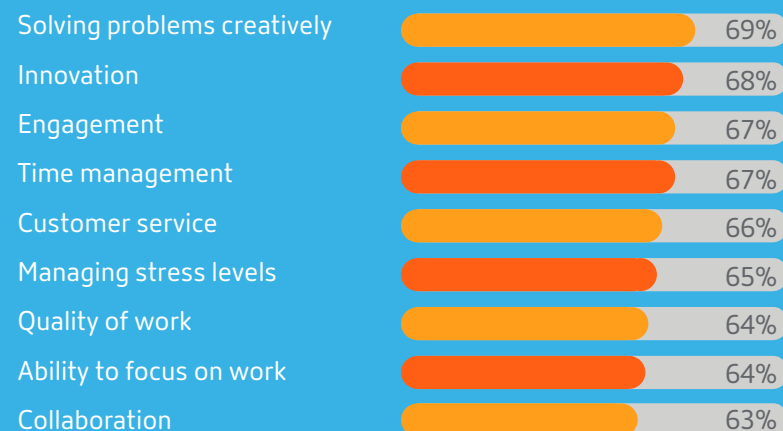 Solving problems creatively 69%
Innovation 68%
Engagement 67%
Time management 67%
Customer service 66%
Managing stress levels 65%
Quality of work 64%
Ability to focus on work 64%
Collaboration 63%